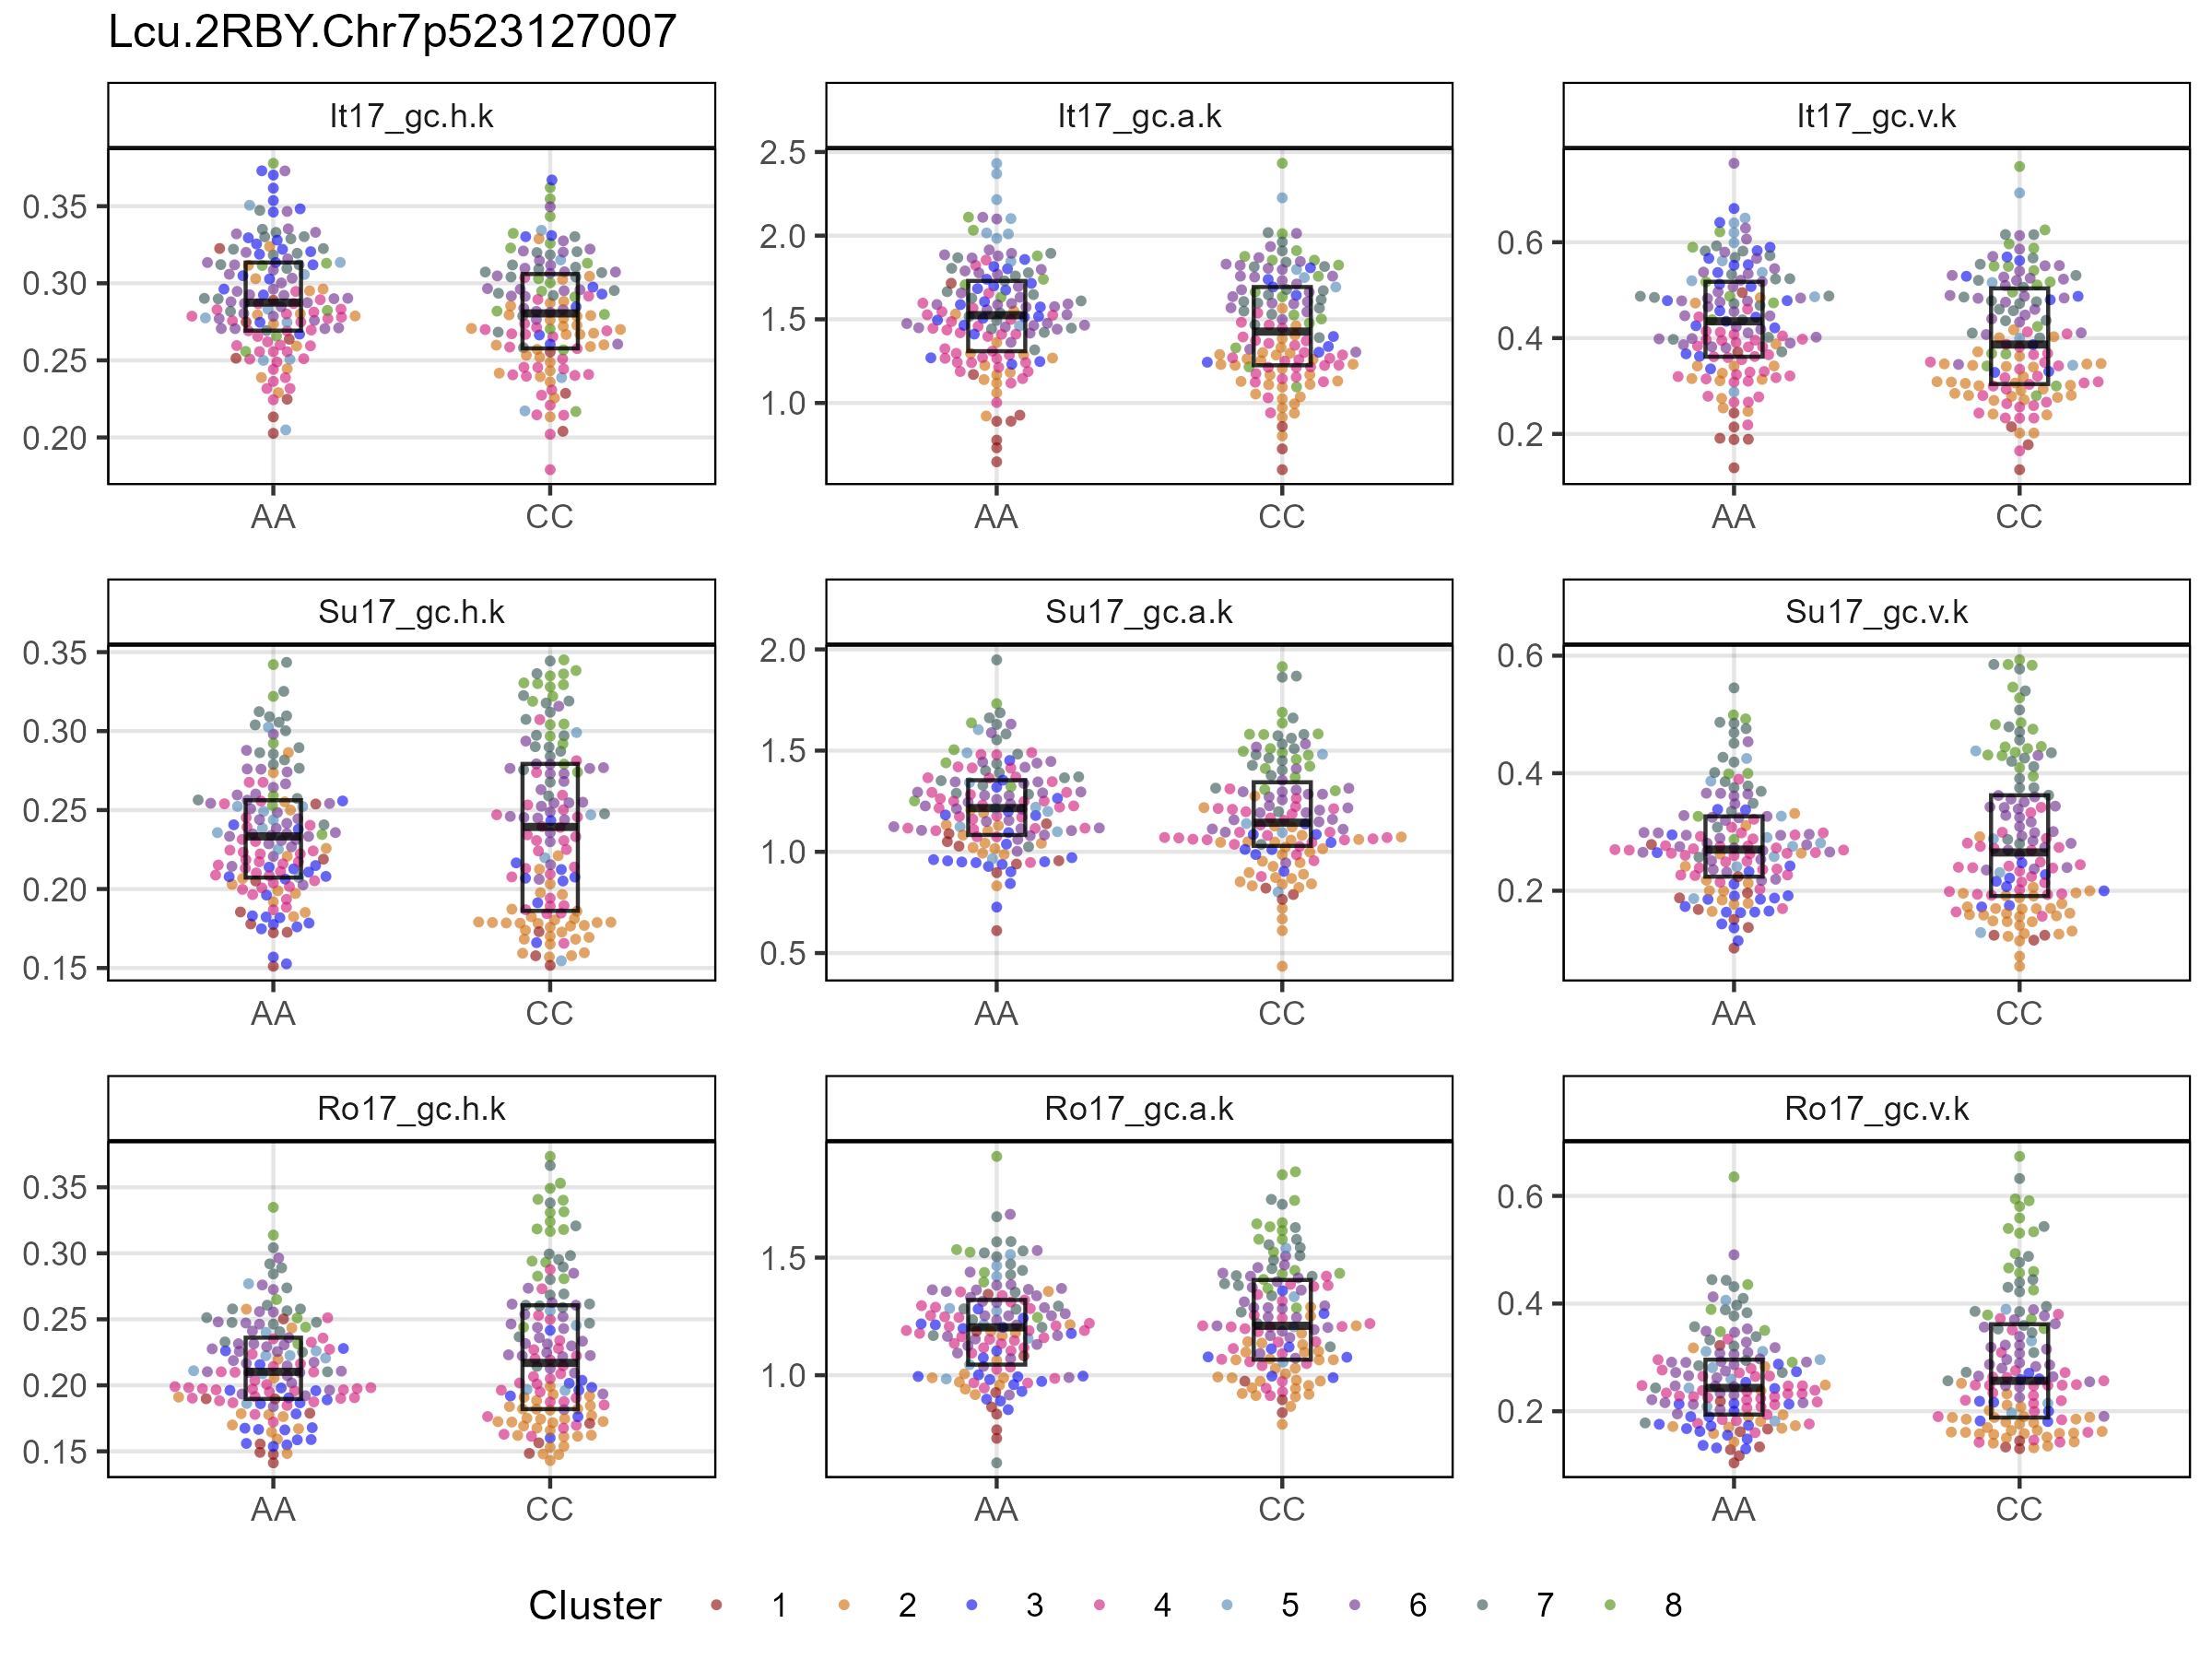 Lcu.2RBY.Chr7p523127007
It17_gc.h.k
It17_gc.a.k
It17_gc.v.k
0.35
0.30
0.25
0.20
AA CC
2.5
2.0
1.5
1.0
AA CC
0.6
0.4
0.2
AA CC
Su17_gc.h.k
Su17_gc.a.k
Su17_gc.v.k
0.35
0.30
0.25
0.20
0.15
AA CC
2.0
1.5
1.0
0.5
AA CC
0.6
0.4
0.2
AA CC
Ro17_gc.h.k
Ro17_gc.a.k
Ro17_gc.v.k
0.35
0.30
0.25
0.20
0.15
AA CC
1.5
1.0
AA CC
0.6
0.4
0.2
AA CC
Cluster 1 2 3 4 5 6 7 8